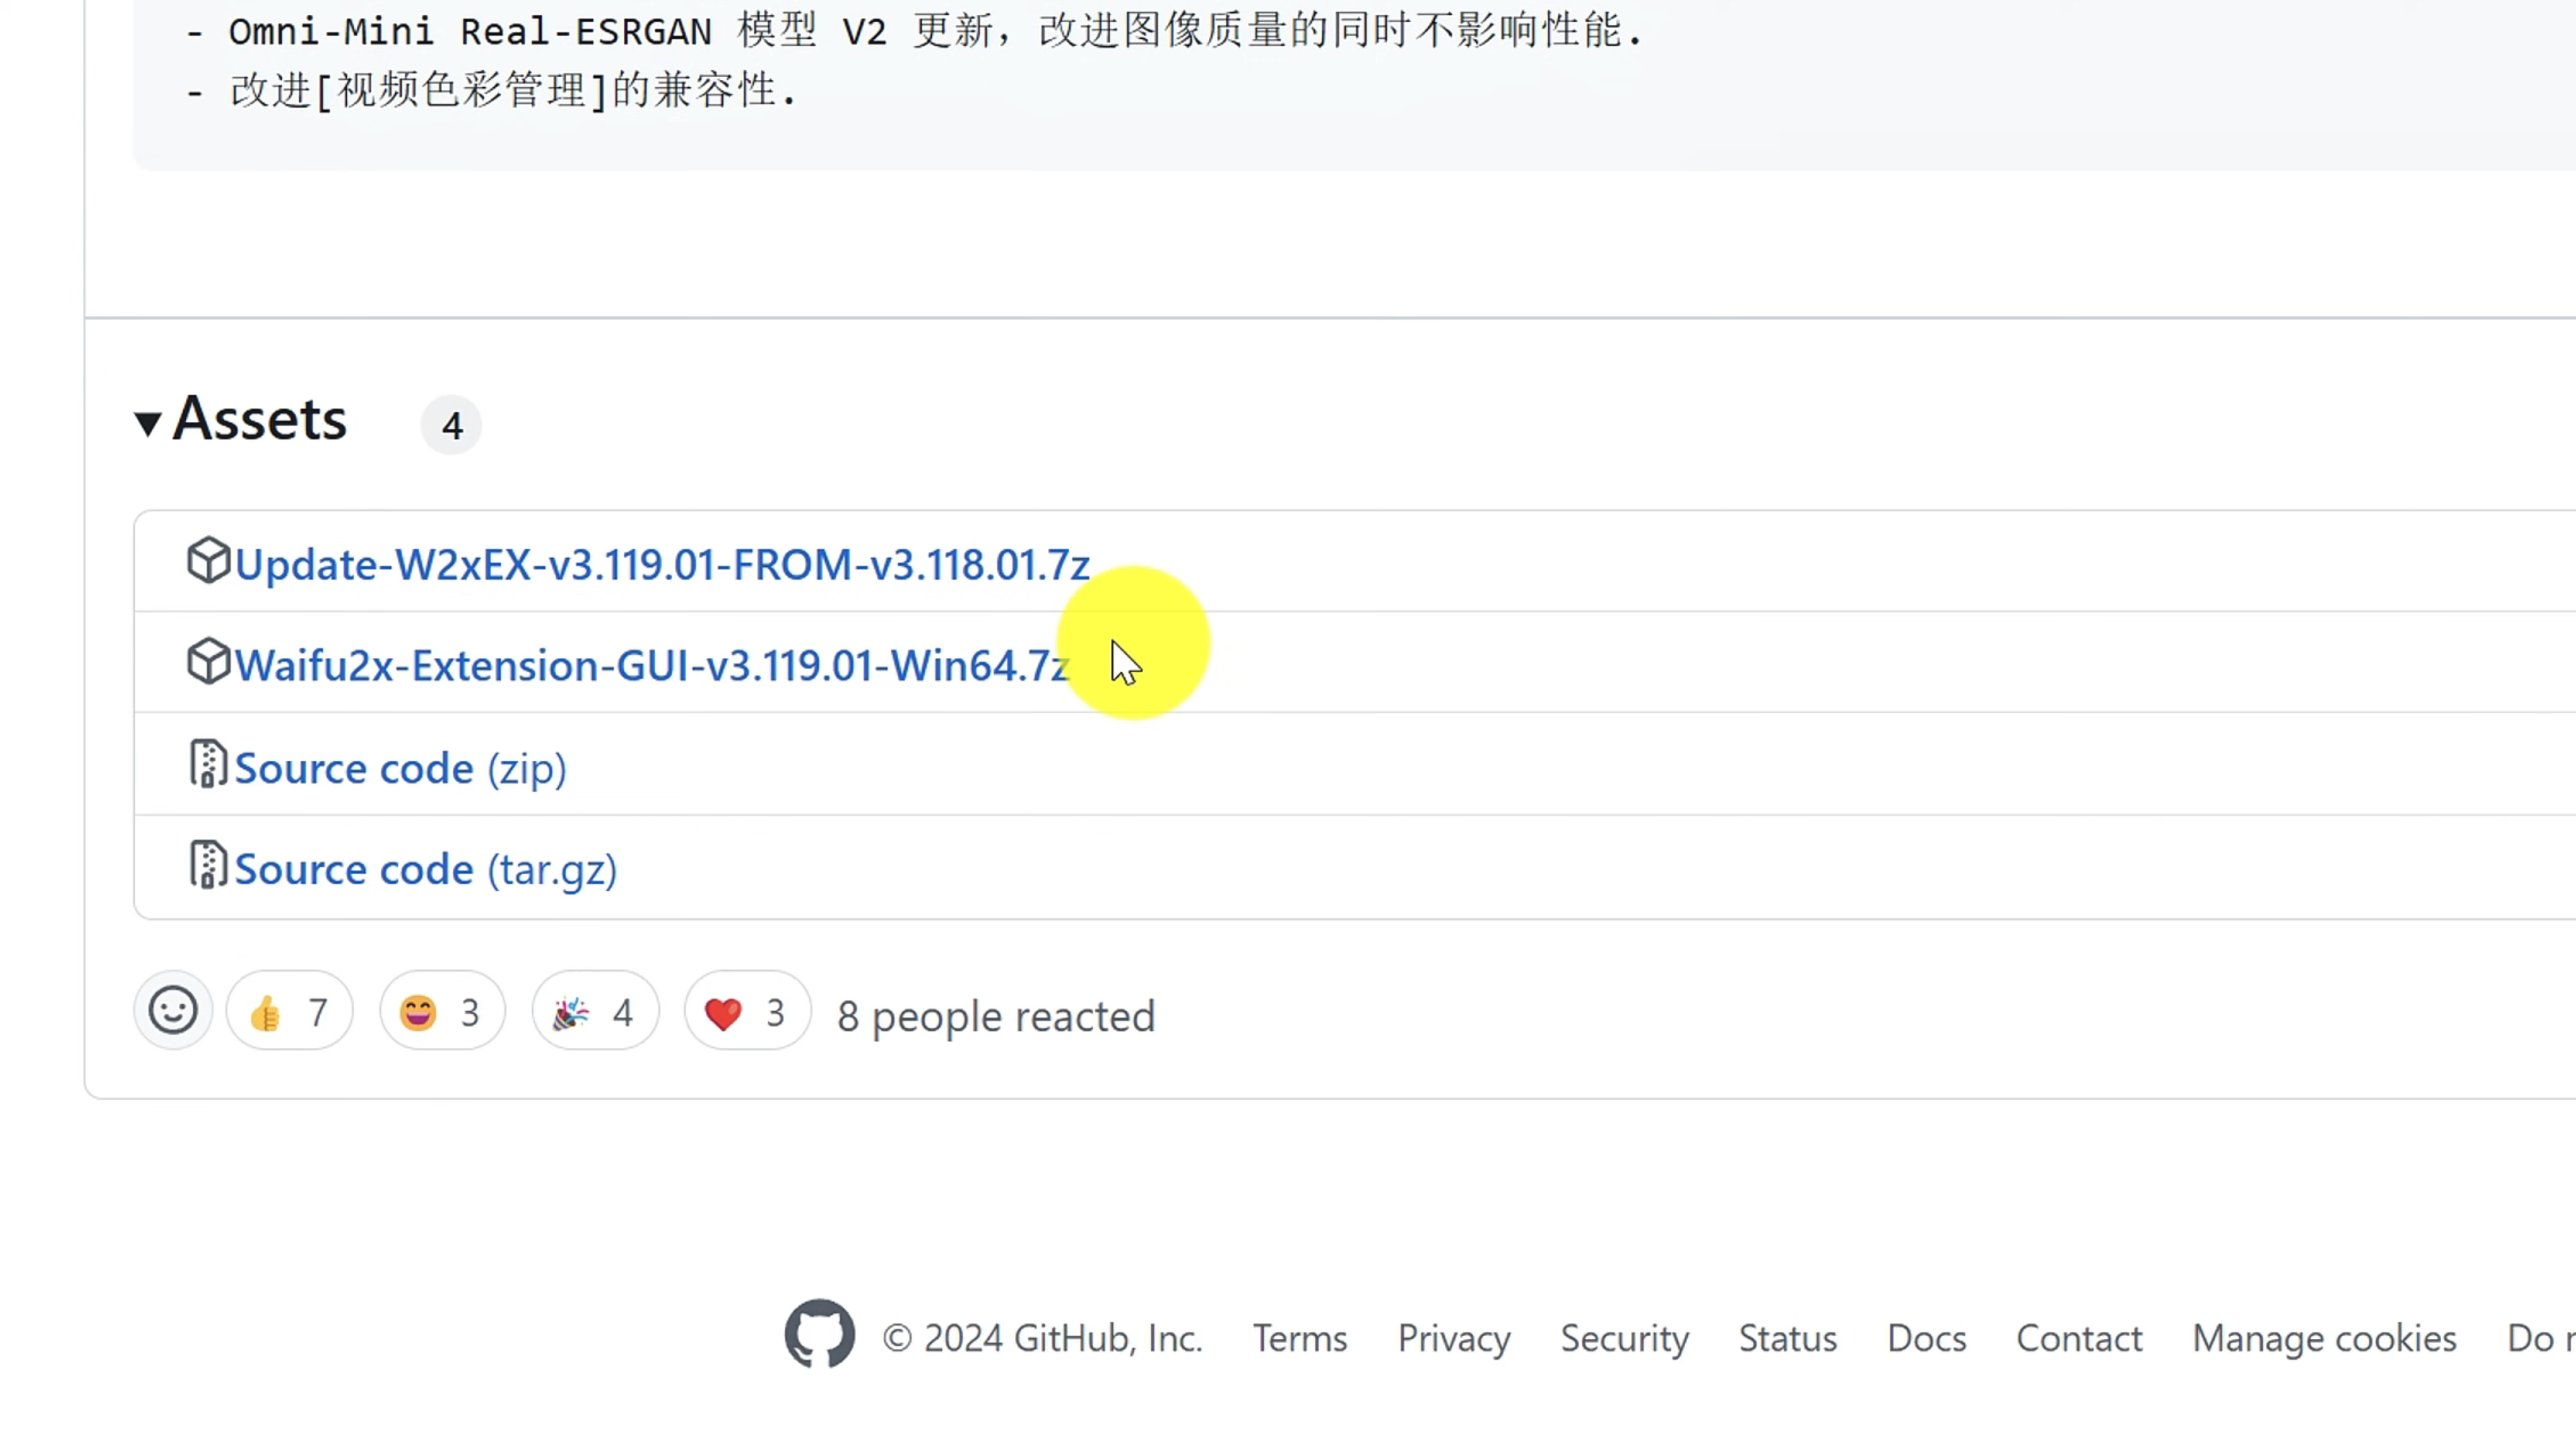 - Omni-Mini Real-ESRGAN 模型 V2 更新，改进图像质量的同时不影响性能.
- 改进[视频色彩管理]的兼容性.
Assets 4
Update-W2xEX-v3.119.01-FROM-v3.118.01.7z
Waifu2x-Extension-GUI-v3.119.01-Win64.7z
Source code (zip)
Source code (tar.gz)
7 3 4 3 8 people reacted
© 2024 GitHub, Inc. Terms Privacy Security Status Docs Contact Manage cookies Do